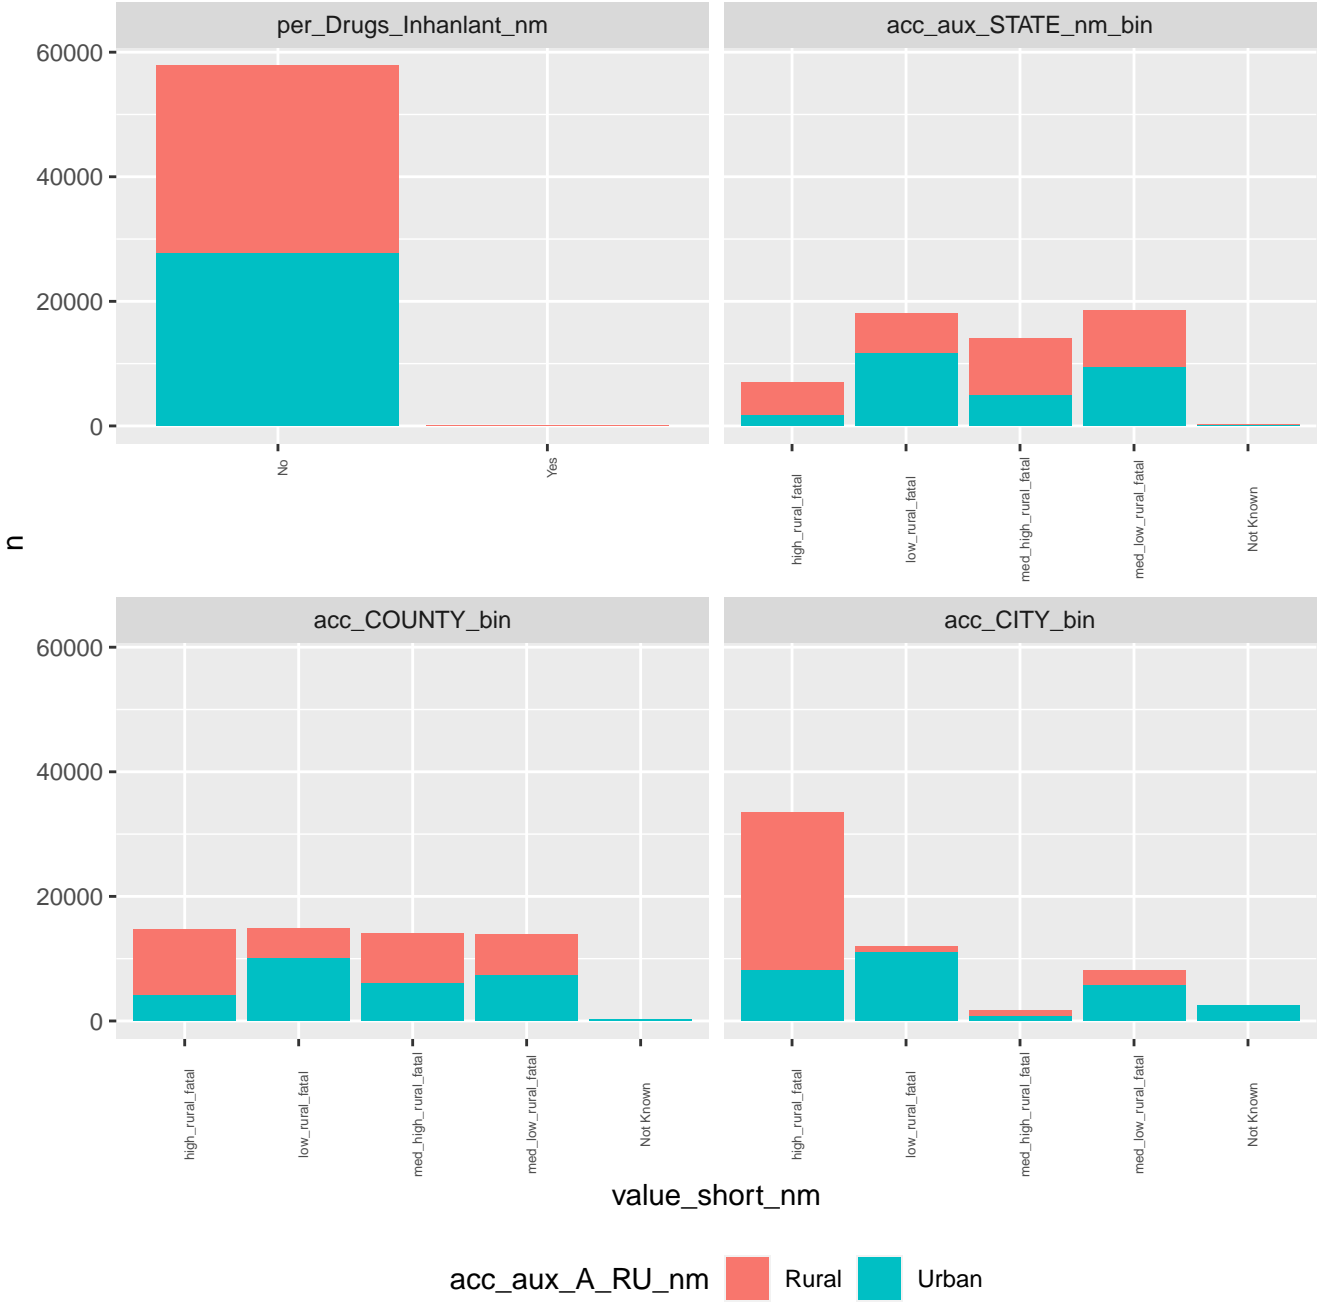 per_Drugs_Inhanlant_nm
acc_aux_STATE_nm_bin
60000
40000
20000
0
No
Yes
high_rural_fatal
low_rural_fatal
med_high_rural_fatal
med_low_rural_fatal
Not Known
n
acc_COUNTY_bin
acc_CITY_bin
60000
40000
20000
0
high_rural_fatal
low_rural_fatal
med_high_rural_fatal
med_low_rural_fatal
Not Known
high_rural_fatal
low_rural_fatal
med_high_rural_fatal
med_low_rural_fatal
Not Known
value_short_nm
acc_aux_A_RU_nm Rural Urban